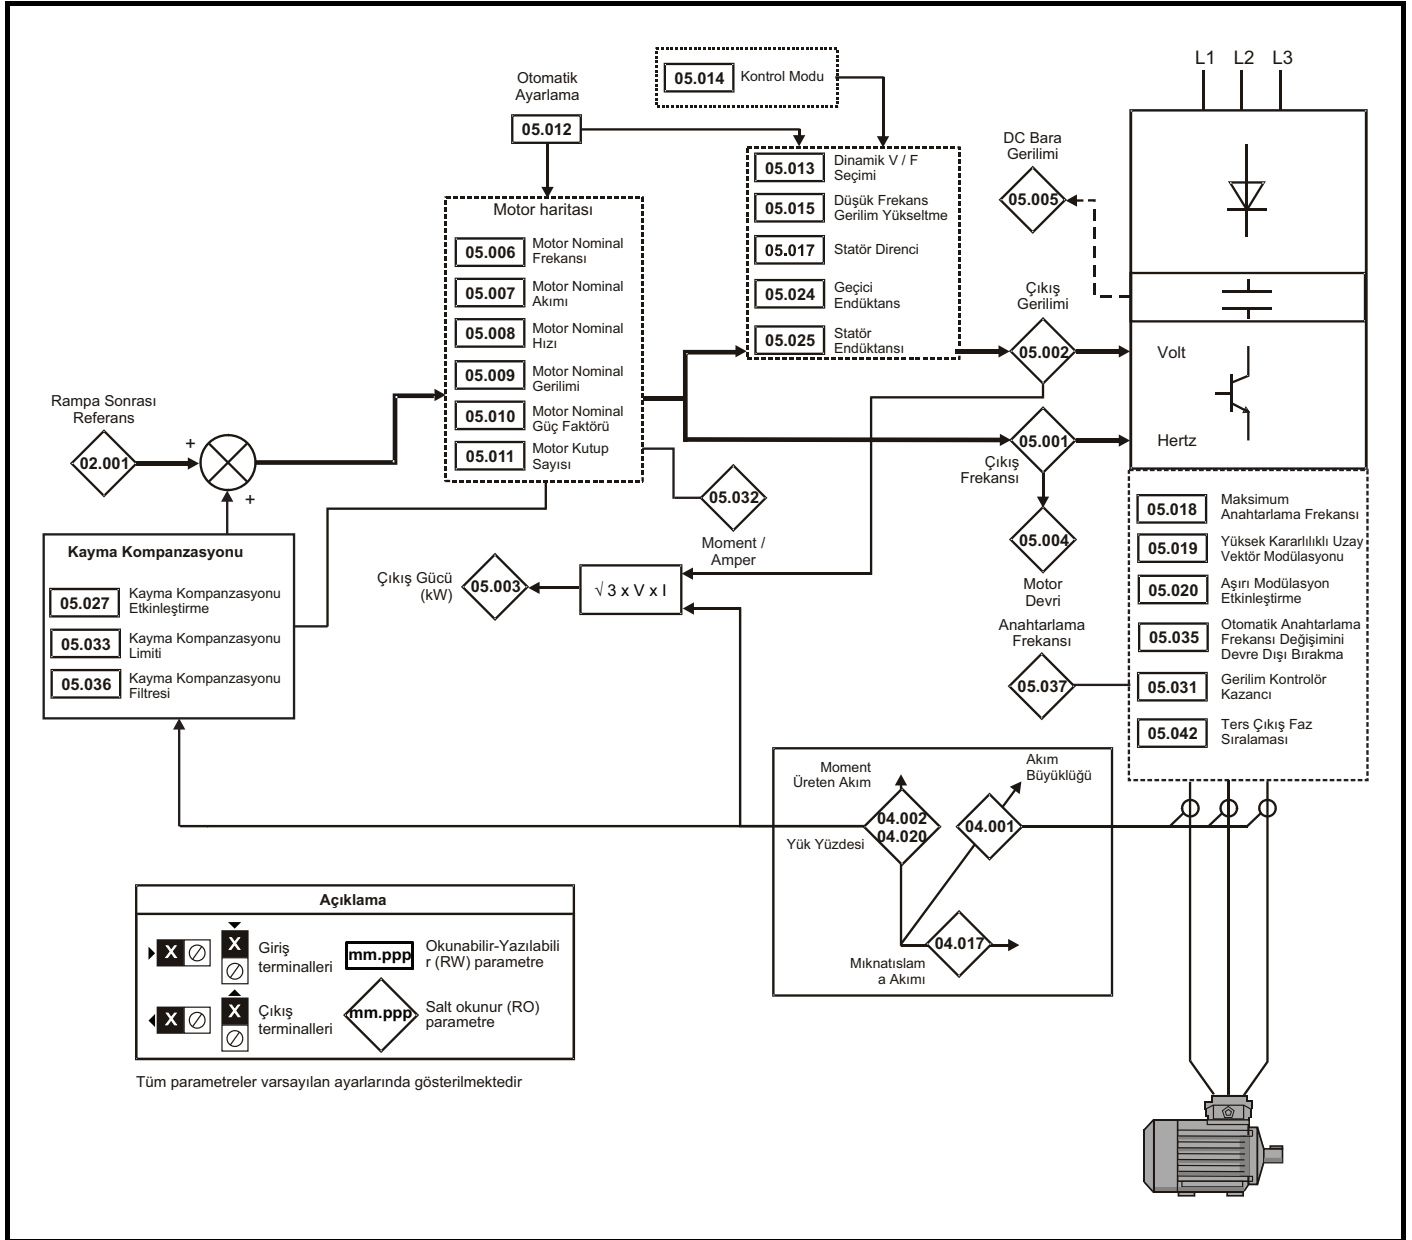 L1 L2 L3
05.014 Kontrol Modu
Otomatik
Ayarlama
05.012
DC Bara
Gerilimi
05.005
05.013 Dinamik V / F
Seçimi
05.015 Düşük Frekans
Gerilim Yükseltme
05.017 Statör Direnci
05.024 Geçici
Endüktans
05.025 Statör
Endüktansı
Motor haritası
05.006 Motor Nominal
Frekansı
05.007 Motor Nominal
Akımı
05.008 Motor Nominal
Hızı
05.009 Motor Nominal
Gerilimi
05.010 Motor Nominal
Güç Faktörü
05.011 Motor Kutup
Sayısı
Çıkış
Gerilimi
05.002
Volt
05.001
Hertz
Çıkış
Frekansı
Rampa Sonrası
Referans
02.001
+
+
05.032
Moment /
Amper
05.004
Motor
Devri
Kayma Kompanzasyonu
05.027 Kayma Kompanzasyonu
Etkinleştirme
05.033 Kayma Kompanzasyonu
Limiti
05.036 Kayma Kompanzasyonu
Filtresi
Çıkış Gücü
(kW)
05.003
√ 3 x V x I
Anahtarlama
Frekansı
05.037
05.018 Maksimum
Anahtarlama Frekansı
05.019 Yüksek Kararlılıklı Uzay
Vektör Modülasyonu
05.020 Aşırı Modülasyon
Etkinleştirme
05.035 Otomatik Anahtarlama
Frekansı Değişimini
Devre Dışı Bırakma
05.031 Gerilim Kontrolör
Kazancı
05.042 Ters Çıkış Faz
Sıralaması
Moment
Üreten Akım
Akım
Büyüklüğü
04.002
04.020
04.001
Yük Yüzdesi
04.017
Mıknatıslam
a Akımı
Açıklama
X X Giriş
terminalleri
mm.ppp Okunabilir-Yazılabili
r (RW) parametre
X X Çıkış
terminalleri
mm.ppp Salt okunur (RO)
parametre
Tüm parametreler varsayılan ayarlarında gösterilmektedir